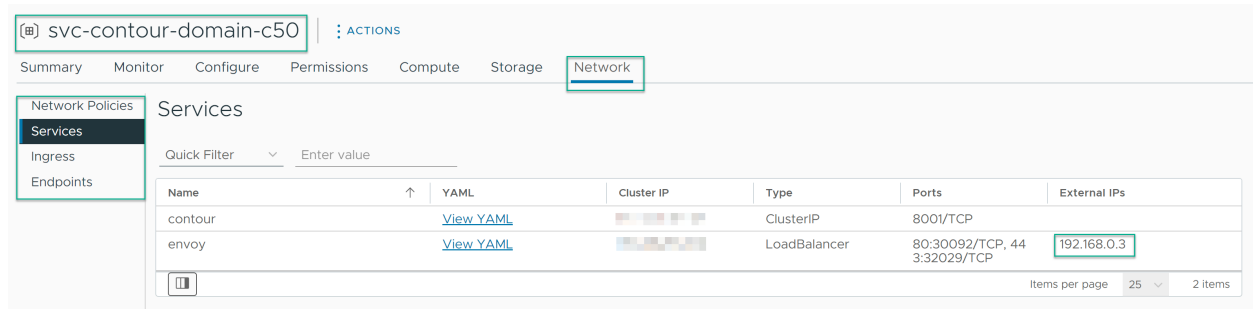 svc-contour-domain-c50
ACTIONS
Summary Monitor Configure Permissions Compute Storage Network
Network Policies
Services
Ingress
Endpoints
Services
Quick Filter Enter value
Name YAML Cluster IP Type Ports External IPs
contour View YAML ClusterIP 8001/TCP
envoy View YAML LoadBalancer 80:30092/TCP, 44 192.168.0.3
3:32029/TCP
Items per page 25 2 items